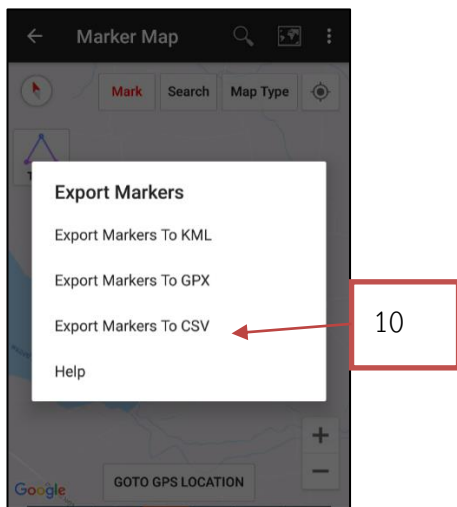 Marker Map
Mark Search Map Type
Export Markers
Export Markers To KML
Export Markers To GPX
Export Markers To CSV
10
Help
+
−
GOTO GPS LOCATION
Google